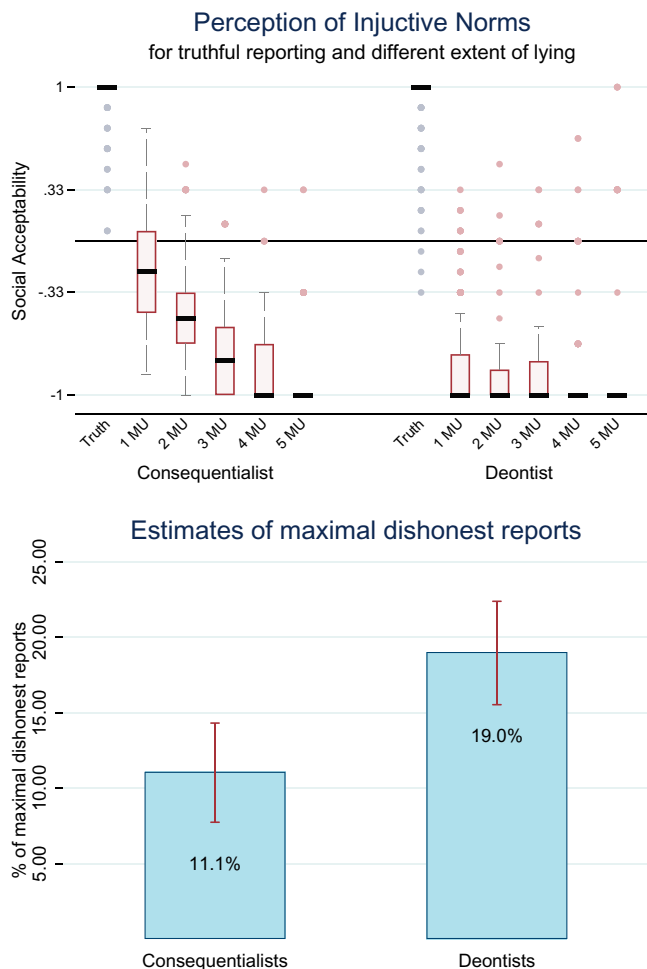 Perception of Injuctive Norms
for truthful reporting and different extent of lying
Social Acceptability
1
.33
-.33
-1
Truth
1 MU
2 MU
3 MU
4 MU
5 MU
Truth
1 MU
2 MU
3 MU
4 MU
5 MU
Consequentialist
Deontist
Estimates of maximal dishonest reports
% of maximal dishonest reports
25.00
20.00
15.00
10.00
5.00
11.1%
19.0%
Consequentialists
Deontists